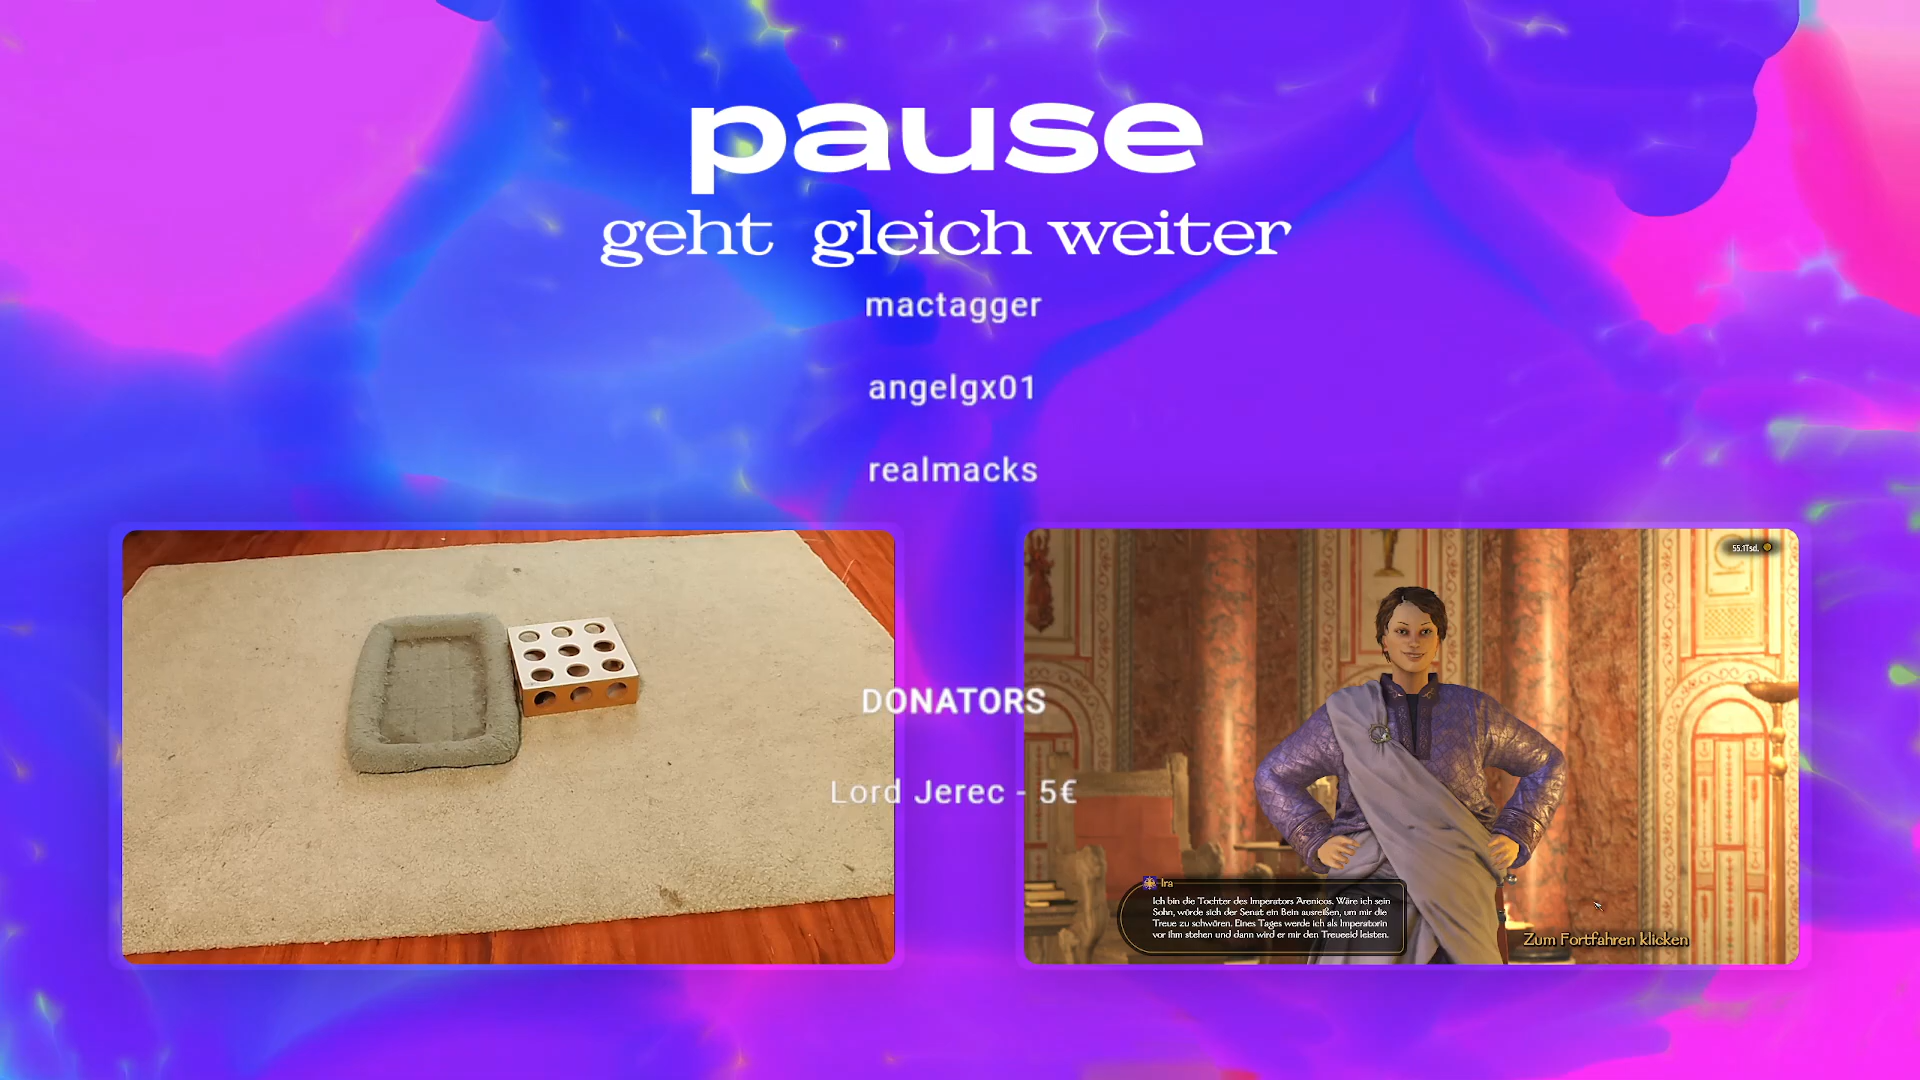 pause
geht gleich weiter
mactagger
angelgx01
realmacks
DONATORS
Lord Jerec - 5€
55.1Tsd.
Ira
Ich bin die Tochter des Imperators Arenicos. Wäre ich sein
Sohn, würde sich der Senat ein Bein ausreißen, um mir die
Treue zu schwören. Eines Tages werde ich als Imperatorin
vor ihm stehen und dann wird er mir den Treueeid leisten.
Zum Fortfahren klicken